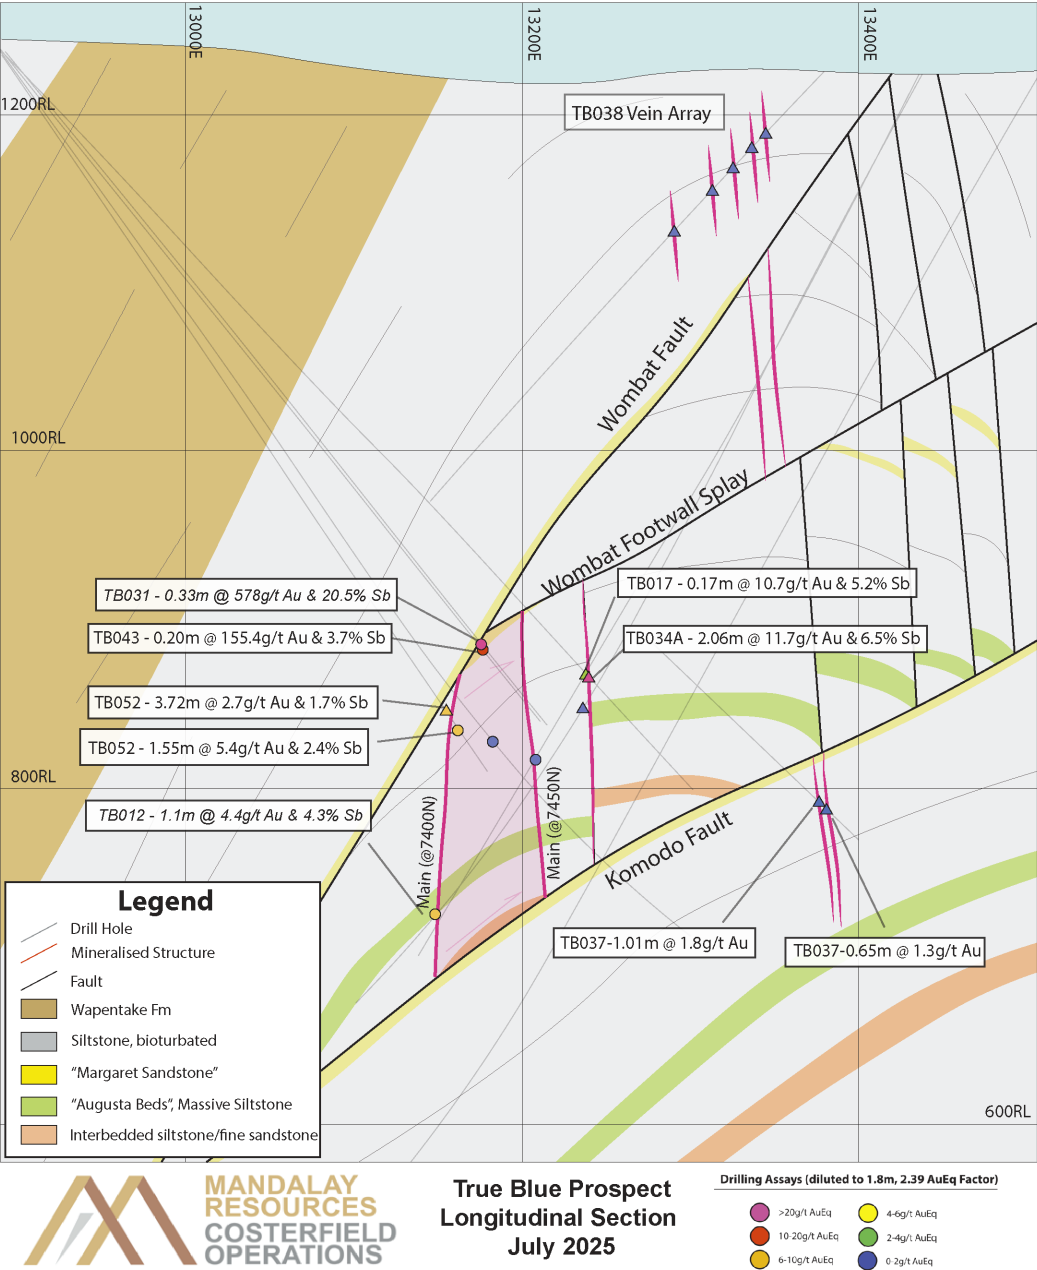 13000E
13200E
13400E
1200RL
TB038 Vein Array
Wombat Fault
1000RL
Wombat Footwall Splay
TB031 - 0.33m @ 578g/t Au & 20.5% Sb
TB017 - 0.17m @ 10.7g/t Au & 5.2% Sb
TB043 - 0.20m @ 155.4g/t Au & 3.7% Sb
TB034A - 2.06m @ 11.7g/t Au & 6.5% Sb
TB052 - 3.72m @ 2.7g/t Au & 1.7% Sb
TB052 - 1.55m @ 5.4g/t Au & 2.4% Sb
800RL
TB012 - 1.1m @ 4.4g/t Au & 4.3% Sb
Main (@7400N)
Main (@7450N)
Komodo Fault
TB037-1.01m @ 1.8g/t Au
TB037-0.65m @ 1.3g/t Au
600RL
Legend
Drill Hole
Mineralised Structure
Fault
Wapentake Fm
Siltstone, bioturbated
“Margaret Sandstone”
“Augusta Beds”, Massive Siltstone
Interbedded siltstone/fine sandstone
MANDALAY
RESOURCES
COSTERFIELD
OPERATIONS
True Blue Prospect
Longitudinal Section
July 2025
Drilling Assays (diluted to 1.8m, 2.39 AuEq Factor)
>20g/t AuEq
10-20g/t AuEq
6-10g/t AuEq
4-6g/t AuEq
2-4g/t AuEq
0-2g/t AuEq